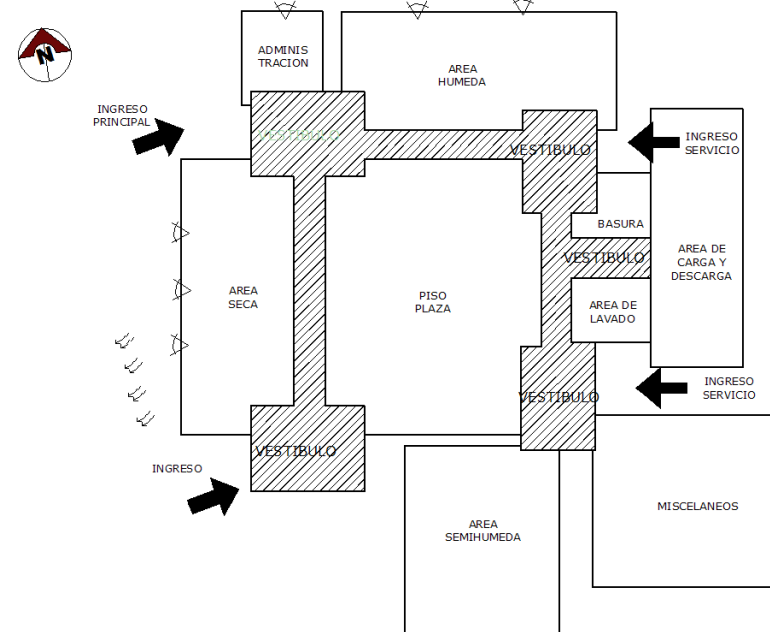 N
ADMINIS
TRACION
AREA
HUMEDA
INGRESO
PRINCIPAL
VESTIBULO
VESTIBULO
INGRESO
SERVICIO
BASURA
VESTIBULO
AREA DE
CARGA Y
DESCARGA
AREA
SECA
PISO
PLAZA
AREA DE
LAVADO
INGRESO
SERVICIO
VESTIBULO
VESTIBULO
INGRESO
MISCELANEOS
AREA
SEMIHUMEDA